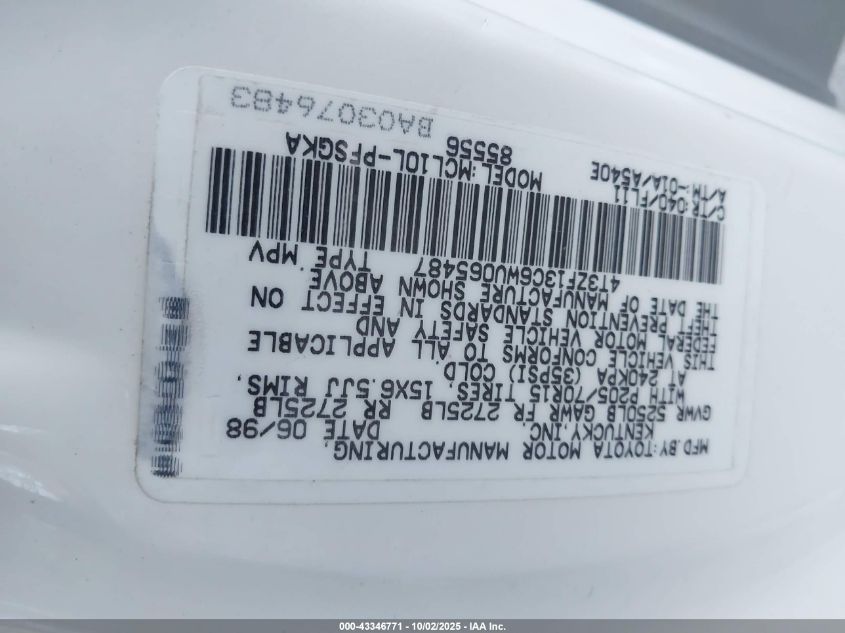 MFD.BY:TOYOTA MOTOR MANUFACTURING,
KENTUCKY,INC. DATE 06/98
GVWR 5250LB GAWR FR 2725LB RR 2725LB
WITH P205/70R15 TIRES, 15X6.5JJ RIMS,
AT 240KPA (35PSI) COLD.
THIS VEHICLE CONFORMS TO ALL APPLICABLE
FEDERAL MOTOR VEHICLE SAFETY AND
THEFT PREVENTION STANDARDS IN EFFECT ON
THE DATE OF MANUFACTURE SHOWN ABOVE
4T3ZF13C6WU065487 TYPE MPV
C/TR:040/FL11 MODEL:MCL10L-PFSGKA
A/TM:-01A/A540E 85556
BA03076483
000-43346771 - 10/02/2025 - IAA Inc.